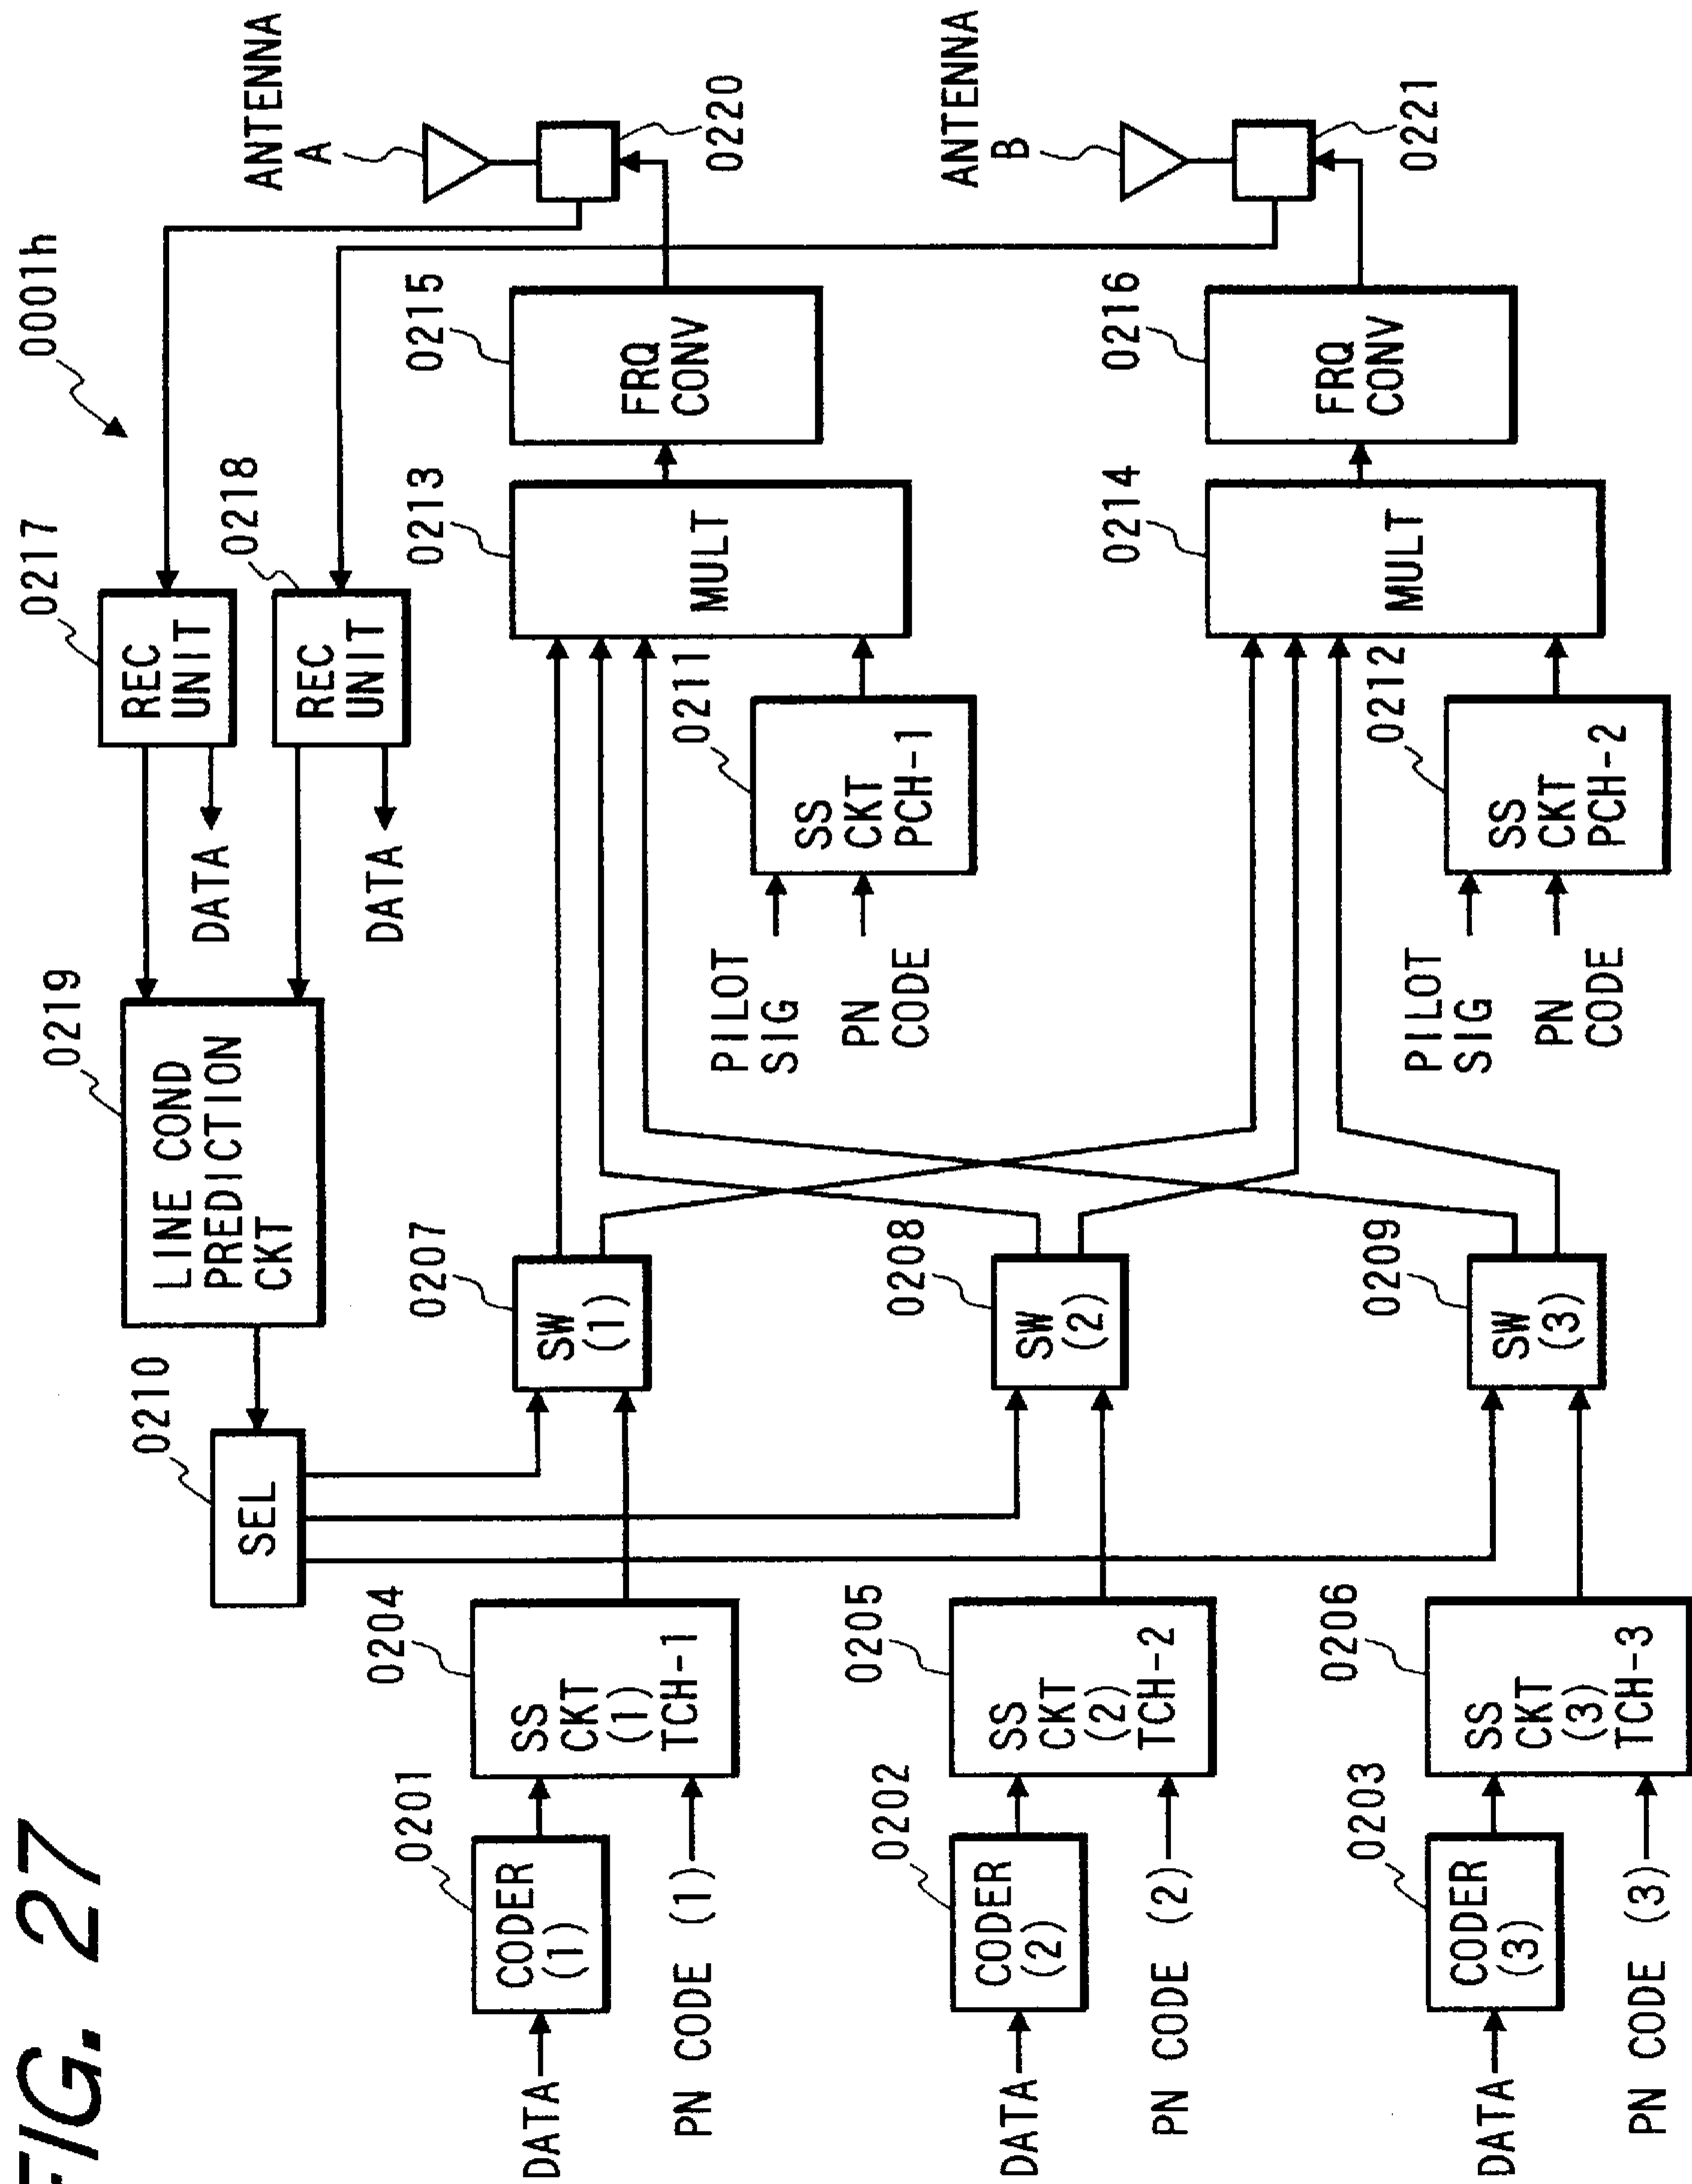 FIG. 27
0001h
ANTENNA
A
0220
ANTENNA
B
0221
0217
REC
UNIT
DATA
0218
REC
UNIT
DATA
0219
LINE COND
PREDICTION
CKT
0210
SEL
DATA
0201
CODER
(1)
PN CODE (1)
0204
SS
CKT
(1)
TCH-1
0207
SW
(1)
PILOT
SIG
PN
CODE
0211
SS
CKT
PCH-1
0213
MULT
0215
FRQ
CONV
DATA
0202
CODER
(2)
PN CODE (2)
0205
SS
CKT
(2)
TCH-2
0208
SW
(2)
DATA
0203
CODER
(3)
PN CODE (3)
0206
SS
CKT
(3)
TCH-3
0209
SW
(3)
PILOT
SIG
PN
CODE
0212
SS
CKT
PCH-2
0214
MULT
0216
FRQ
CONV